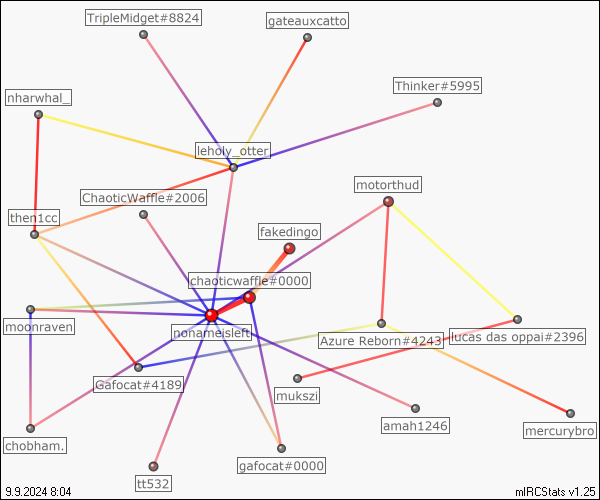 TripleMidget#8824
gateauxcatto
Thinker#5995
nharwhal_
leholy_otter
motorthud
ChaoticWaffle#2006
then1cc
fakedingo
chaoticwaffle#0000
moonraven
ponameisleft
Azure Reborn#4243
lucas das oppai#2396
Gafocat#4189
mukszi
amah1246
mercurybro
chobham.
gafocat#0000
tt532
9.9.2024 8:04
mIRCStats v1.25